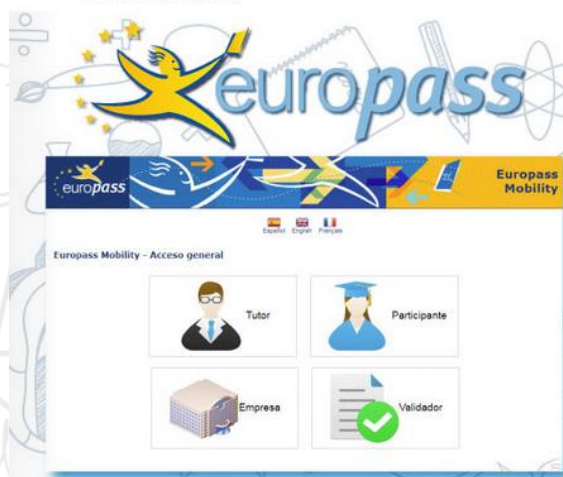 europass
europass
Europass
Mobility
Español English Français
Europass Mobility - Acceso general
Tutor
Participante
Empresa
Validador